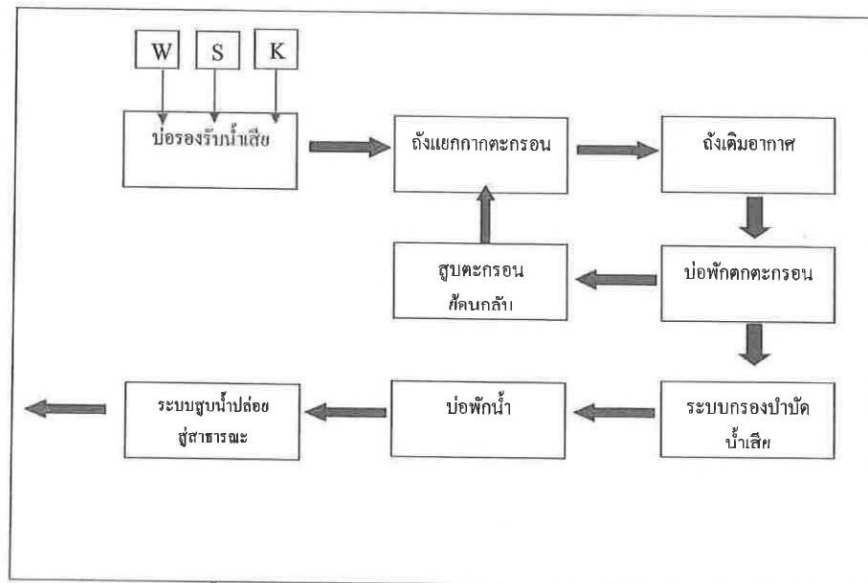 W S K
บ่อรองรับน้ำเสีย
ถังแยกกากตะกรอน
ถังเติมอากาศ
สูบตะกรอน
ย้อนกลับ
บ่อพักตกตะกรอน
ระบบสูบน้ำปล่อย
สู่สาธารณะ
บ่อพักน้ำ
ระบบกรองบำบัด
น้ำเสีย